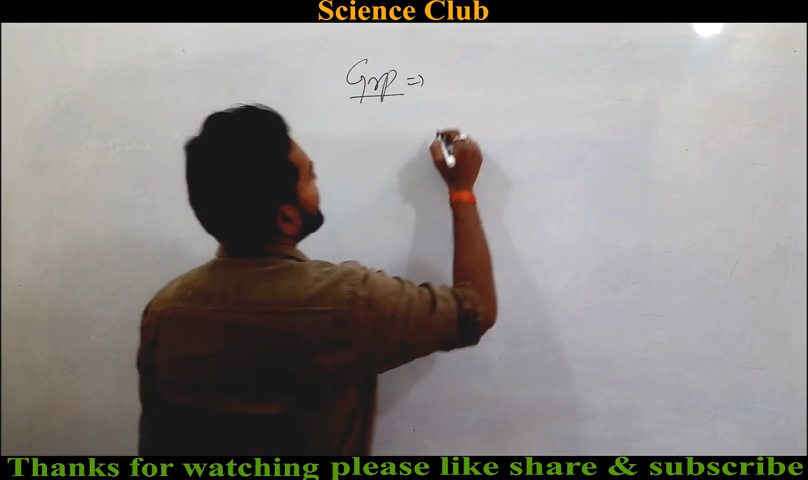 Science Club
Grp ⇒
Thanks for watching please like share & subscribe